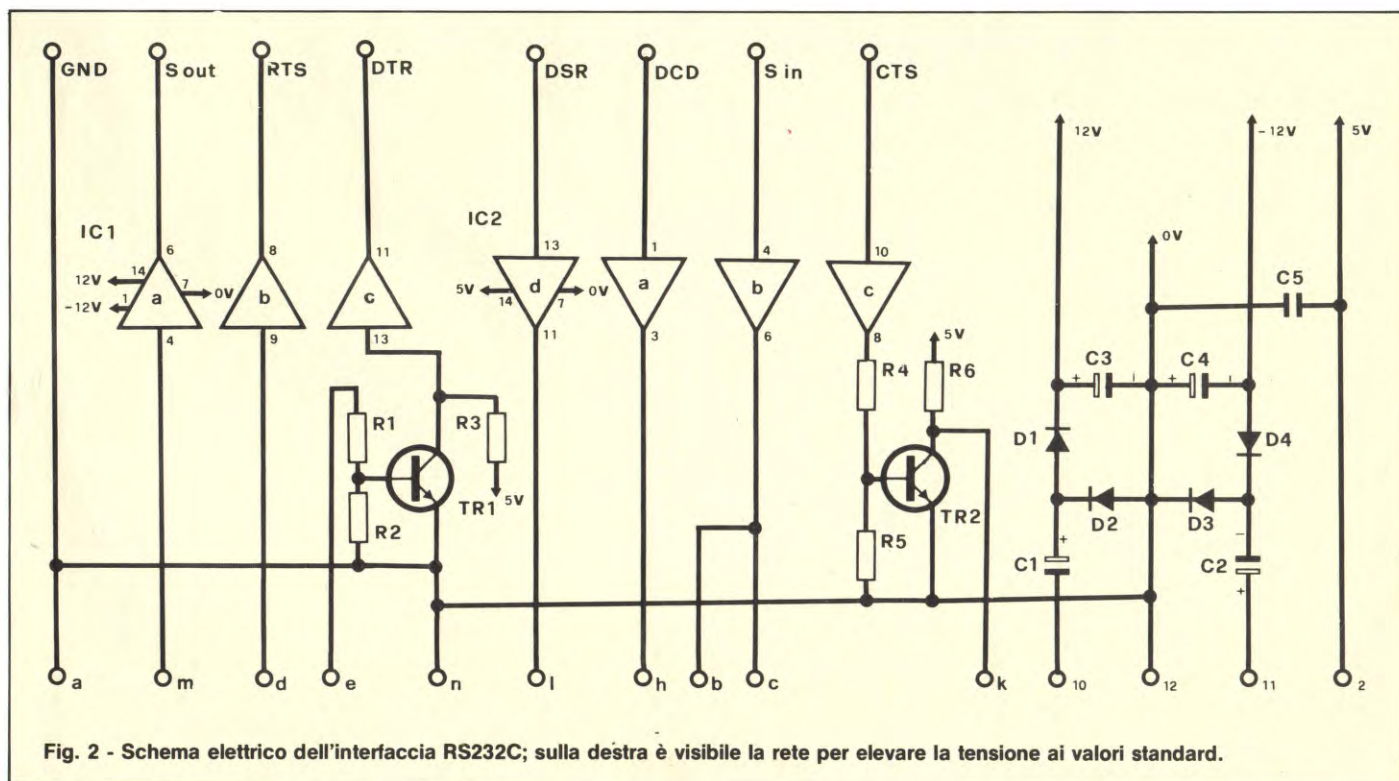 GND Sout RTS DTR DSR DCD Sin CTS
12V -12V 5V
0V
IC1 IC2 C5
6 8 11 13 1 4 10
12V 14 a 7 0V b c 5V 14 d 7 0V a b c
-12V 1
4 9 13 11 3 6 8
5V
C3 C4
+ - + -
R4 R6
R1 R3 D1 D4
TR1 5V TR2
R2 D2 D3
R5 + -
C1 C2
+
a m d e n l h b c k 10 12 11 2
Fig. 2 - Schema elettrico dell'interfaccia RS232C; sulla destra è visibile la rete per elevare la tensione ai valori standard.